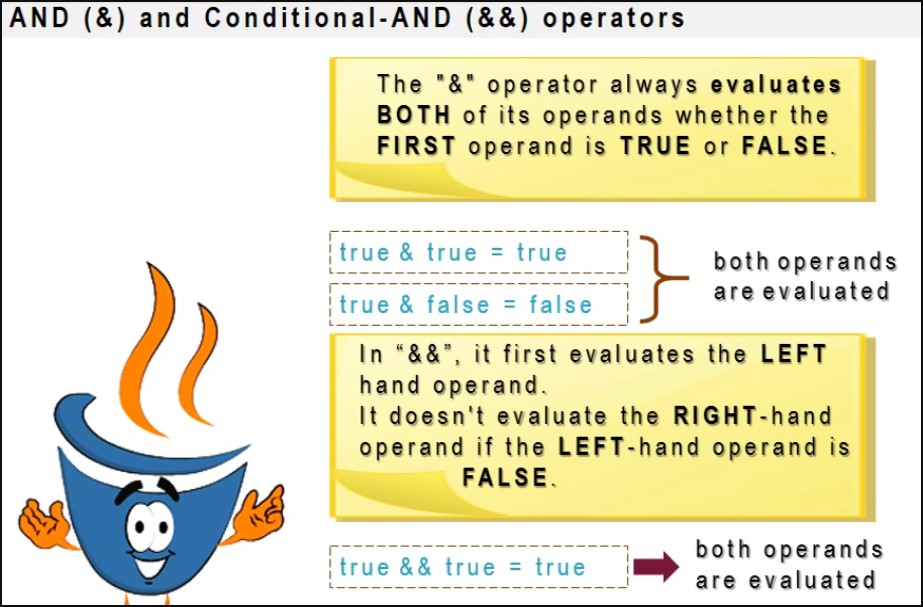 AND (&) and Conditional-AND (&&) operators
The "&" operator always evaluates
BOTH of its operands whether the
FIRST operand is TRUE or FALSE.
true & true = true
true & false = false
both operands
are evaluated
In “&&”, it first evaluates the LEFT
hand operand.
It doesn't evaluate the RIGHT-hand
operand if the LEFT-hand operand is
FALSE.
true && true = true
both operands
are evaluated